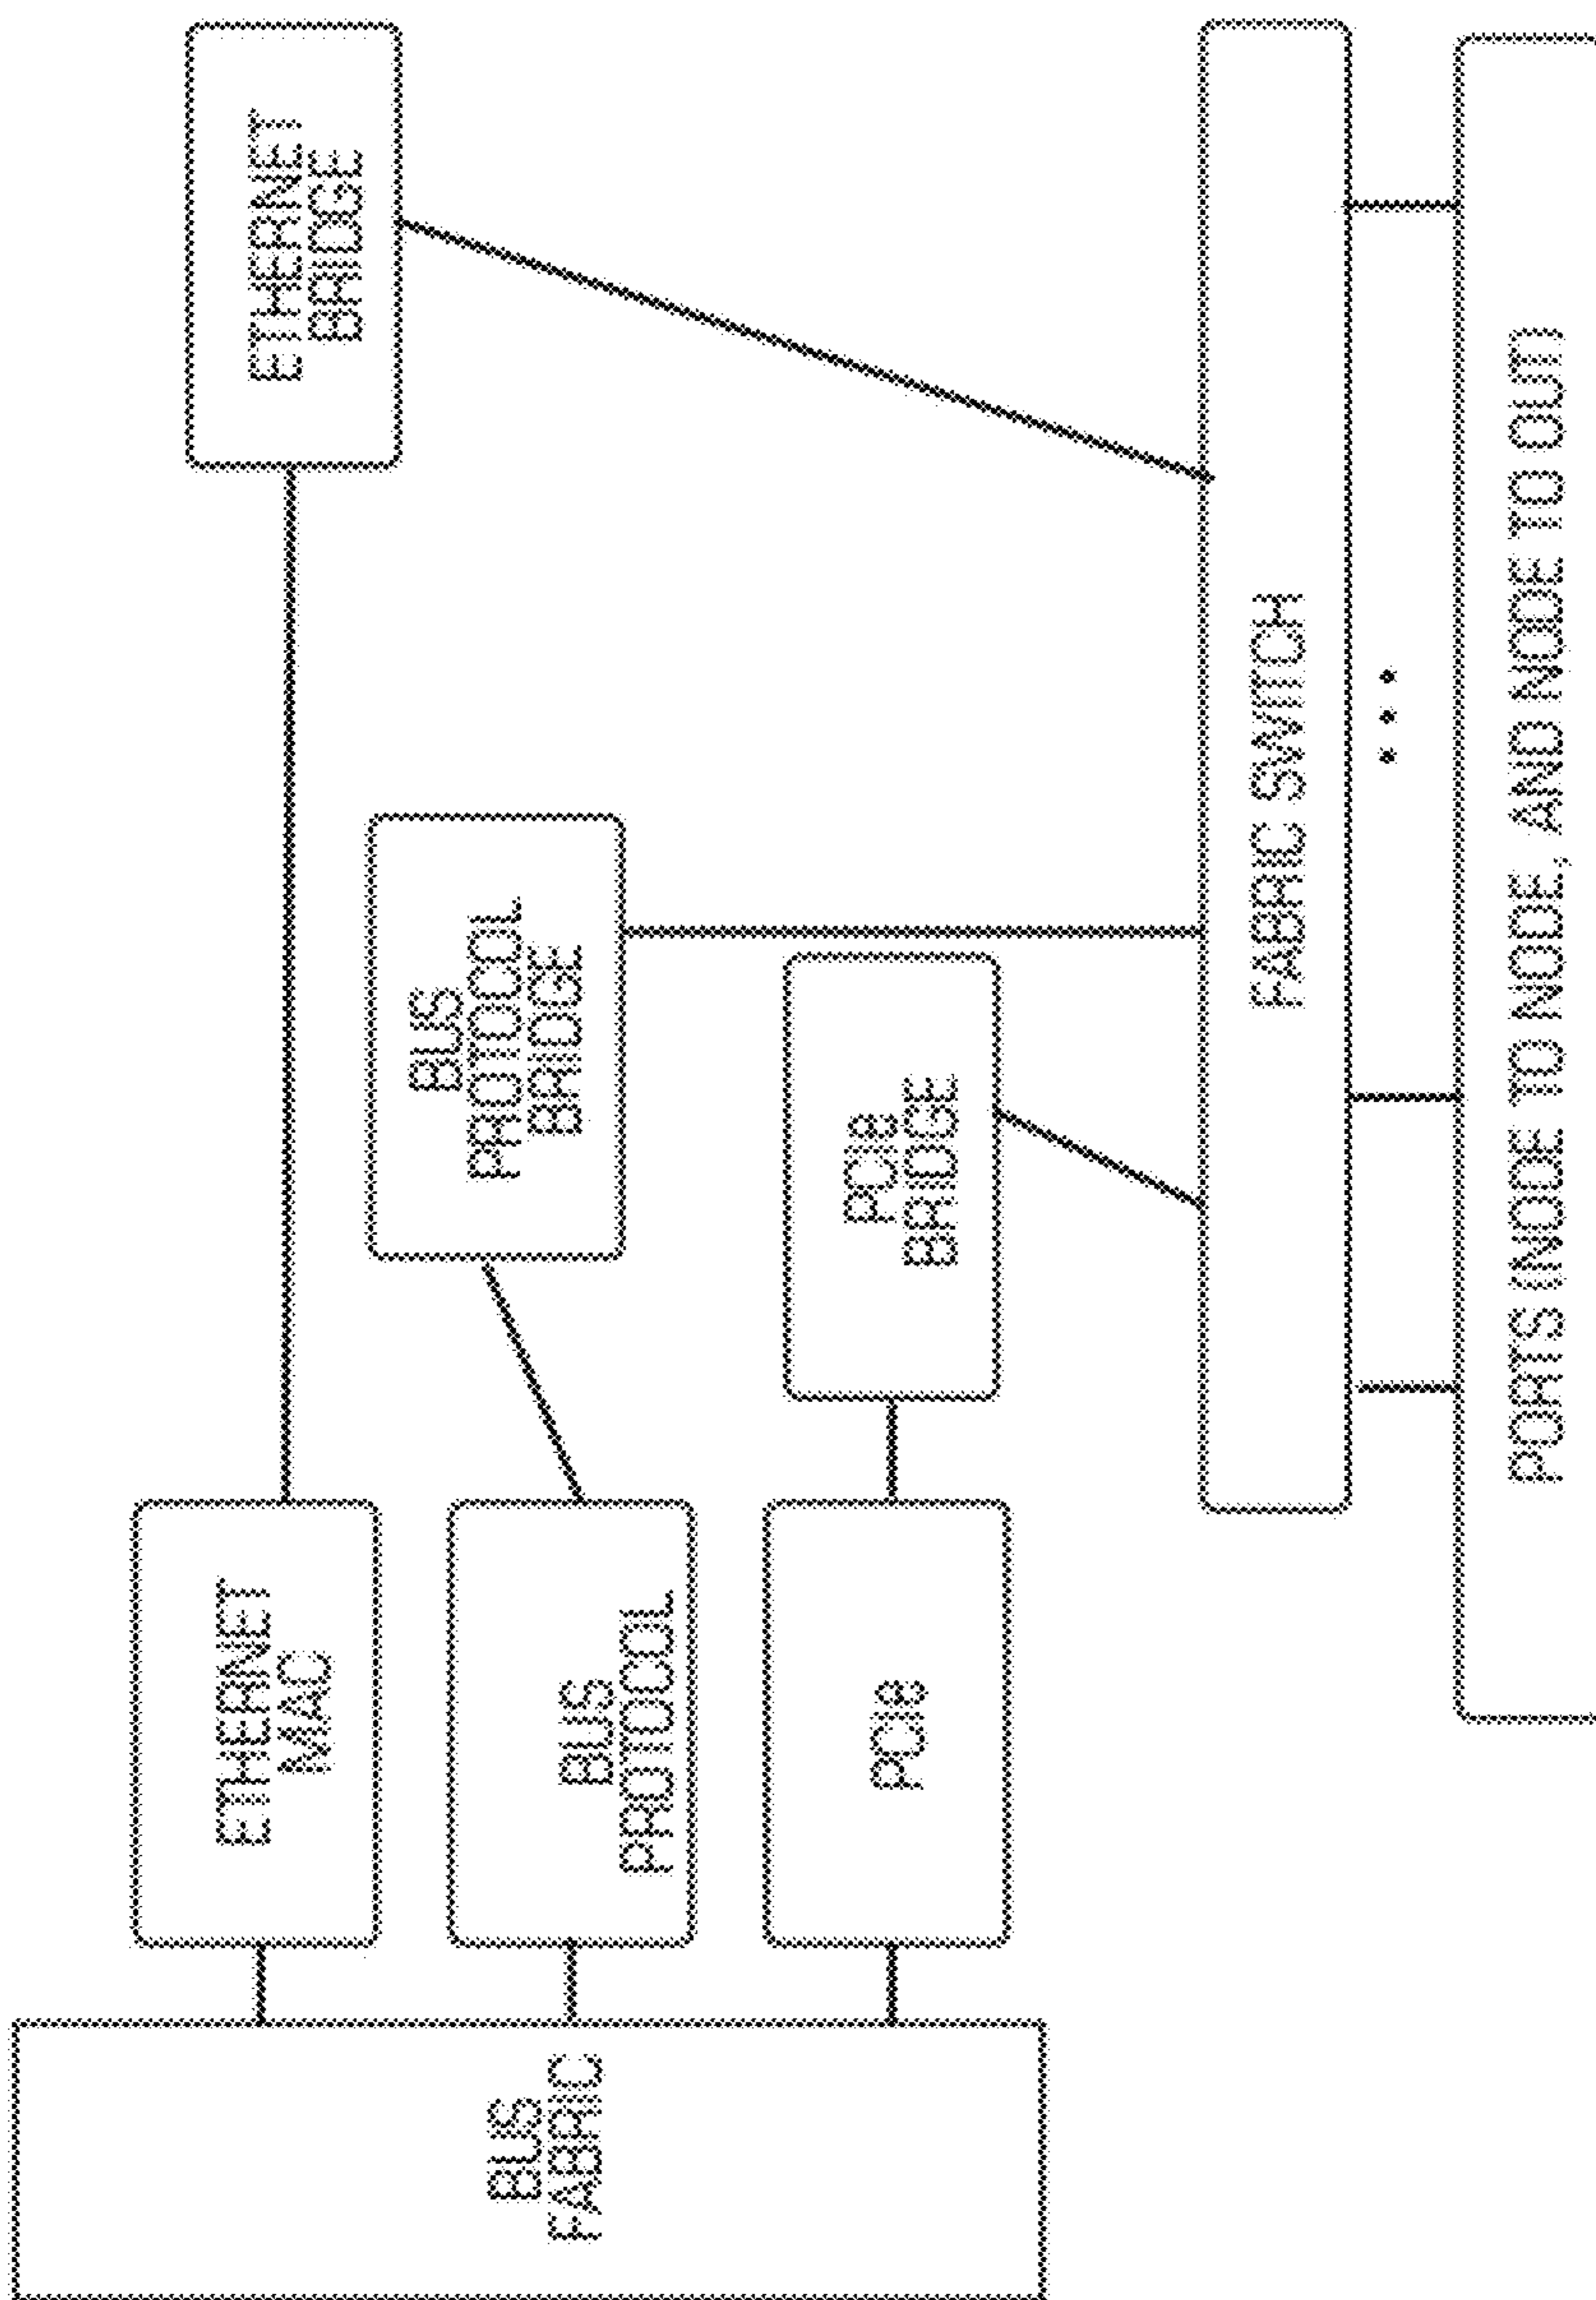 ETHERNET
MAC
ETHERNET
BRIDGE
BUS
PROTOCOL
BRIDGE
BUS
FABRIC
BUS
PROTOCOL
PCIe
PCIe
BRIDGE
FABRIC SWITCH
PORTS (NODE TO NODE, AND NODE TO OUT)